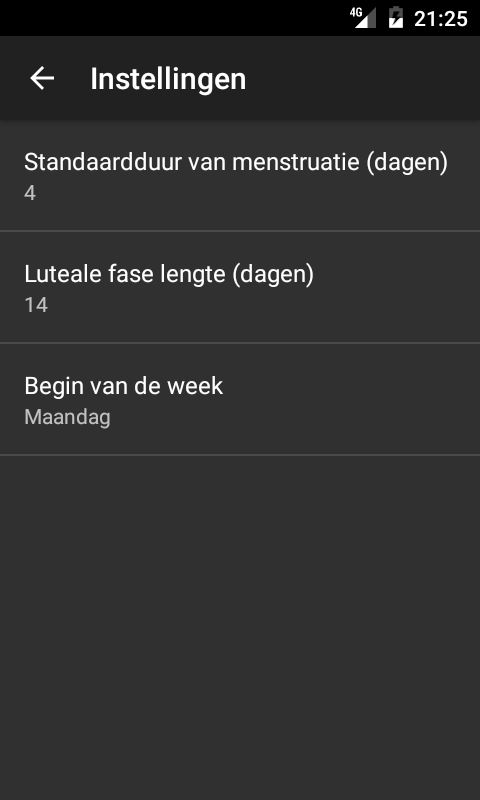 4G 21:25
Instellingen
Standaardduur van menstruatie (dagen)
4
Luteale fase lengte (dagen)
14
Begin van de week
Maandag